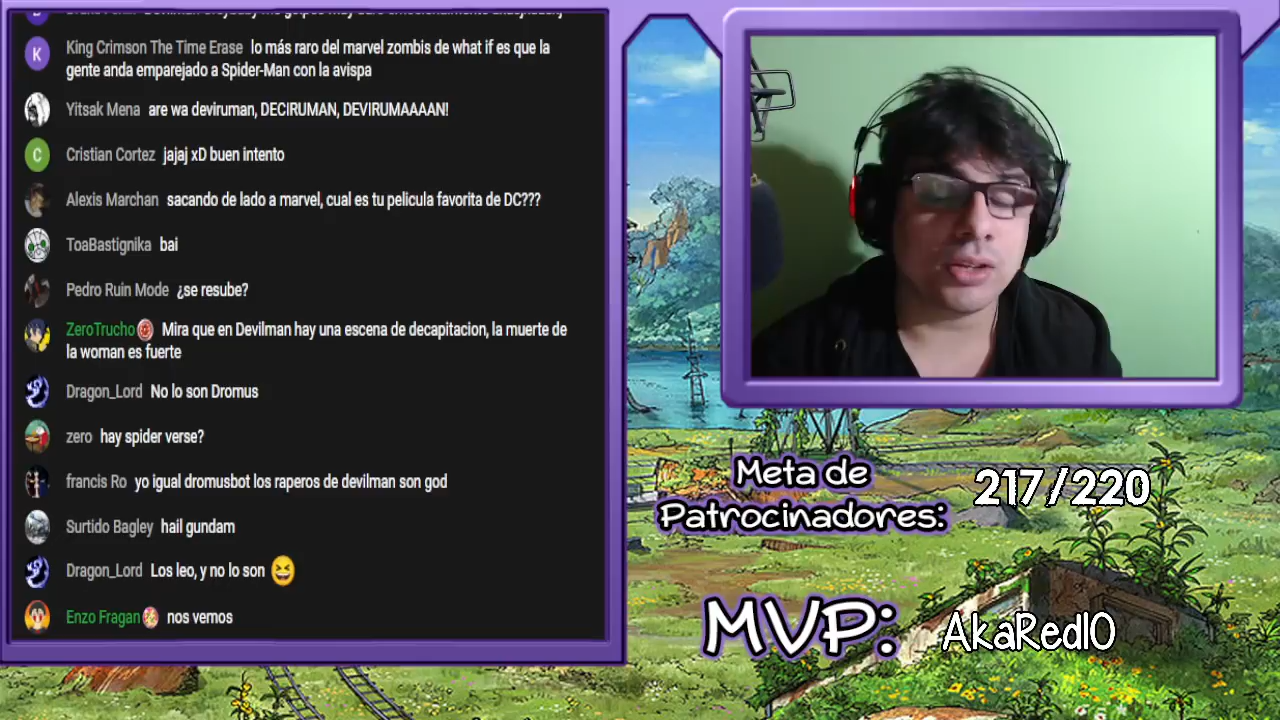 King Crimson The Time Erase lo más raro del marvel zombis de what if es que la
gente anda emparejado a Spider-Man con la avispa
Yitsak Mena are wa deviruman, DECIRUMAN, DEVIRUMAAAAN!
Cristian Cortez jajaj xD buen intento
Alexis Marchan sacando de lado a marvel, cual es tu pelicula favorita de DC???
ToaBastignika bai
Pedro Ruin Mode ¿se resube?
ZeroTrucho Mira que en Devilman hay una escena de decapitacion, la muerte de
la woman es fuerte
Dragon_Lord No lo son Dromus
zero hay spider verse?
francis Ro yo igual dromusbot los raperos de devilman son god
Surtido Bagley hail gundam
Dragon_Lord Los leo, y no lo son 😆
Enzo Fragan nos vemos
Meta de
Patrocinadores:
217/220
MVP:
AkaRed10